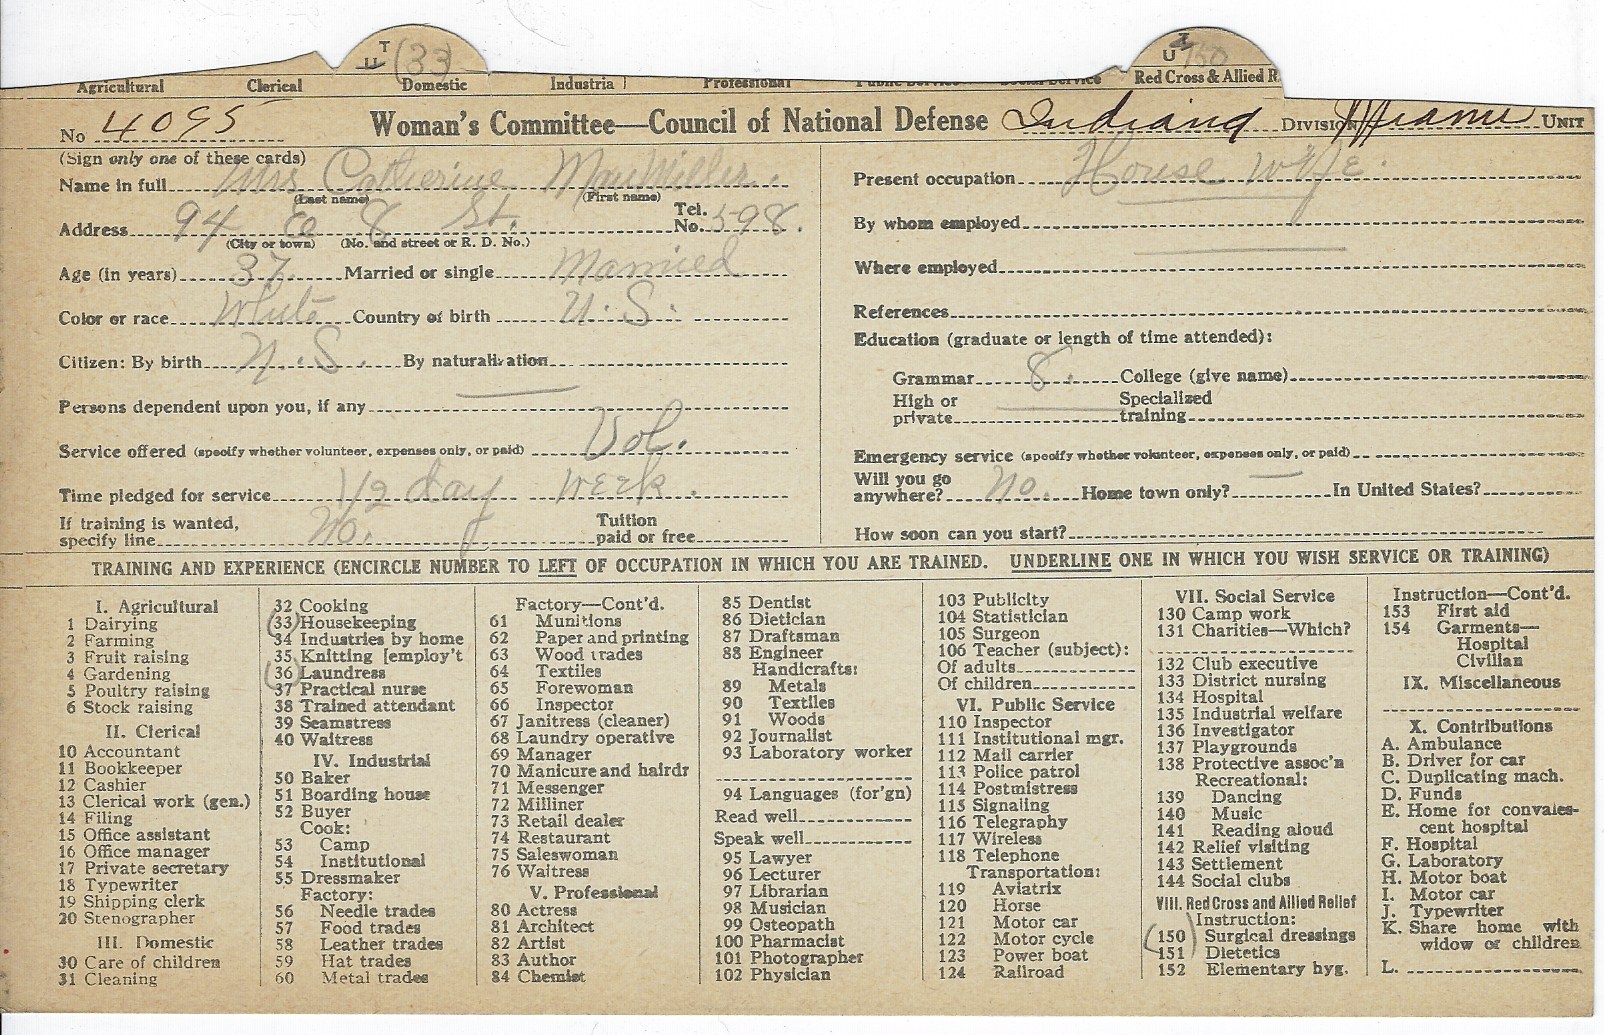 T
U (33)
T
U 150
Agricultural Clerical Domestic Industrial Professional Public Service Social Service Red Cross & Allied R
No 4095 Woman's Committee—Council of National Defense Indiana DIVISION Miami UNIT
(Sign only one of these cards)
Name in full Mrs Catherine MacMiller.
(Last name) (First name)
Address 94 E 8 St. Tel. No. 598.
(City or town) (No. and street or R. D. No.)
Age (in years) 37 Married or single Married
Color or race White Country of birth U. S.
Citizen: By birth U. S. By naturalization
Persons dependent upon you, if any —
Service offered (specify whether volunteer, expenses only, or paid) Vol.
Time pledged for service 1/2 day week.
If training is wanted, specify line No. Tuition paid or free
Present occupation House wife.
By whom employed
Where employed —
References
Education (graduate or length of time attended):
Grammar 8. College (give name)
High or private — Specialized training
Emergency service (specify whether volunteer, expenses only, or paid)
Will you go anywhere? No. Home town only? — In United States?
How soon can you start?
TRAINING AND EXPERIENCE (ENCIRCLE NUMBER TO LEFT OF OCCUPATION IN WHICH YOU ARE TRAINED. UNDERLINE ONE IN WHICH YOU WISH SERVICE OR TRAINING)
I. Agricultural
1 Dairying
2 Farming
3 Fruit raising
4 Gardening
5 Poultry raising
6 Stock raising
II. Clerical
10 Accountant
11 Bookkeeper
12 Cashier
13 Clerical work (gen.)
14 Filing
15 Office assistant
16 Office manager
17 Private secretary
18 Typewriter
19 Shipping clerk
20 Stenographer
III. Domestic
30 Care of children
31 Cleaning
32 Cooking
(33) Housekeeping
34 Industries by home
35 Knitting [employ't
(36) Laundress
37 Practical nurse
38 Trained attendant
39 Seamstress
40 Waitress
IV. Industrial
50 Baker
51 Boarding house
52 Buyer
Cook:
53 Camp
54 Institutional
55 Dressmaker
Factory:
56 Needle trades
57 Food trades
58 Leather trades
59 Hat trades
60 Metal trades
Factory—Cont'd.
61 Munitions
62 Paper and printing
63 Wood trades
64 Textiles
65 Forewoman
66 Inspector
67 Janitress (cleaner)
68 Laundry operative
69 Manager
70 Manicure and hairdr
71 Messenger
72 Milliner
73 Retail dealer
74 Restaurant
75 Saleswoman
76 Waitress
V. Professional
80 Actress
81 Architect
82 Artist
83 Author
84 Chemist
85 Dentist
86 Dietician
87 Draftsman
88 Engineer
Handicrafts:
89 Metals
90 Textiles
91 Woods
92 Journalist
93 Laboratory worker
94 Languages (for'gn)
Read well
Speak well
95 Lawyer
96 Lecturer
97 Librarian
98 Musician
99 Osteopath
100 Pharmacist
101 Photographer
102 Physician
103 Publicity
104 Statistician
105 Surgeon
106 Teacher (subject):
Of adults
Of children
VI. Public Service
110 Inspector
111 Institutional mgr.
112 Mail carrier
113 Police patrol
114 Postmistress
115 Signaling
116 Telegraphy
117 Wireless
118 Telephone
Transportation:
119 Aviatrix
120 Horse
121 Motor car
122 Motor cycle
123 Power boat
124 Railroad
VII. Social Service
130 Camp work
131 Charities—Which?
132 Club executive
133 District nursing
134 Hospital
135 Industrial welfare
136 Investigator
137 Playgrounds
138 Protective assoc'n
Recreational:
139 Dancing
140 Music
141 Reading aloud
142 Relief visiting
143 Settlement
144 Social clubs
VIII. Red Cross and Allied Relief
Instruction:
(150) Surgical dressings
151 Dietetics
152 Elementary hyg.
Instruction—Cont'd.
153 First aid
154 Garments—
Hospital
Civilian
IX. Miscellaneous
X. Contributions
A. Ambulance
B. Driver for car
C. Duplicating mach.
D. Funds
E. Home for convales-
cent hospital
F. Hospital
G. Laboratory
H. Motor boat
I. Motor car
J. Typewriter
K. Share home with
widow or children
L.